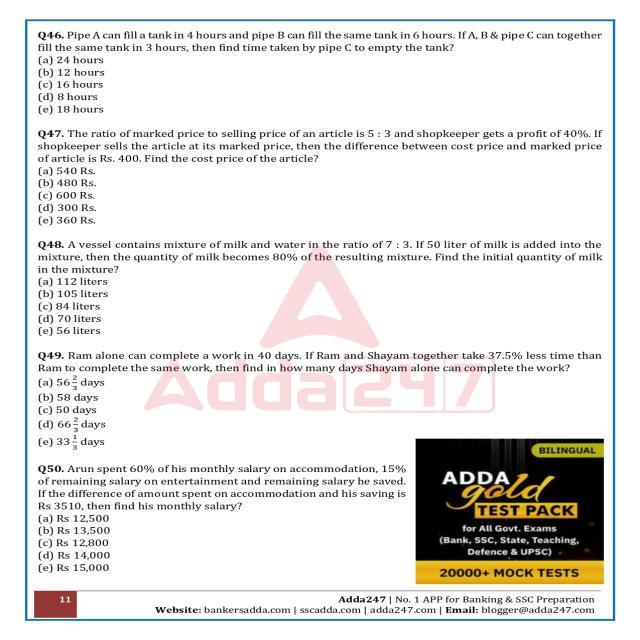 Q46. Pipe A can fill a tank in 4 hours and pipe B can fill the same tank in 6 hours. If A, B & pipe C can together
fill the same tank in 3 hours, then find time taken by pipe C to empty the tank?
(a) 24 hours
(b) 12 hours
(c) 16 hours
(d) 8 hours
(e) 18 hours
Q47. The ratio of marked price to selling price of an article is 5 : 3 and shopkeeper gets a profit of 40%. If
shopkeeper sells the article at its marked price, then the difference between cost price and marked price
of article is Rs. 400. Find the cost price of the article?
(a) 540 Rs.
(b) 480 Rs.
(c) 600 Rs.
(d) 300 Rs.
(e) 360 Rs.
Q48. A vessel contains mixture of milk and water in the ratio of 7 : 3. If 50 liter of milk is added into the
mixture, then the quantity of milk becomes 80% of the resulting mixture. Find the initial quantity of milk
in the mixture?
(a) 112 liters
(b) 105 liters
(c) 84 liters
(d) 70 liters
(e) 56 liters
Q49. Ram alone can complete a work in 40 days. If Ram and Shayam together take 37.5% less time than
Ram to complete the same work, then find in how many days Shayam alone can complete the work?
(a) 56 2/3 days
(b) 58 days
(c) 50 days
(d) 66 2/3 days
(e) 33 1/3 days
Q50. Arun spent 60% of his monthly salary on accommodation, 15%
of remaining salary on entertainment and remaining salary he saved.
If the difference of amount spent on accommodation and his saving is
Rs 3510, then find his monthly salary?
(a) Rs 12,500
(b) Rs 13,500
(c) Rs 12,800
(d) Rs 14,000
(e) Rs 15,000
Adda247
BILINGUAL
ADDA
gold
TEST PACK
for All Govt. Exams
(Bank, SSC, State, Teaching,
Defence & UPSC)
20000+ MOCK TESTS
11
Adda247 | No. 1 APP for Banking & SSC Preparation
Website: bankersadda.com | sscadda.com | adda247.com | Email: blogger@adda247.com